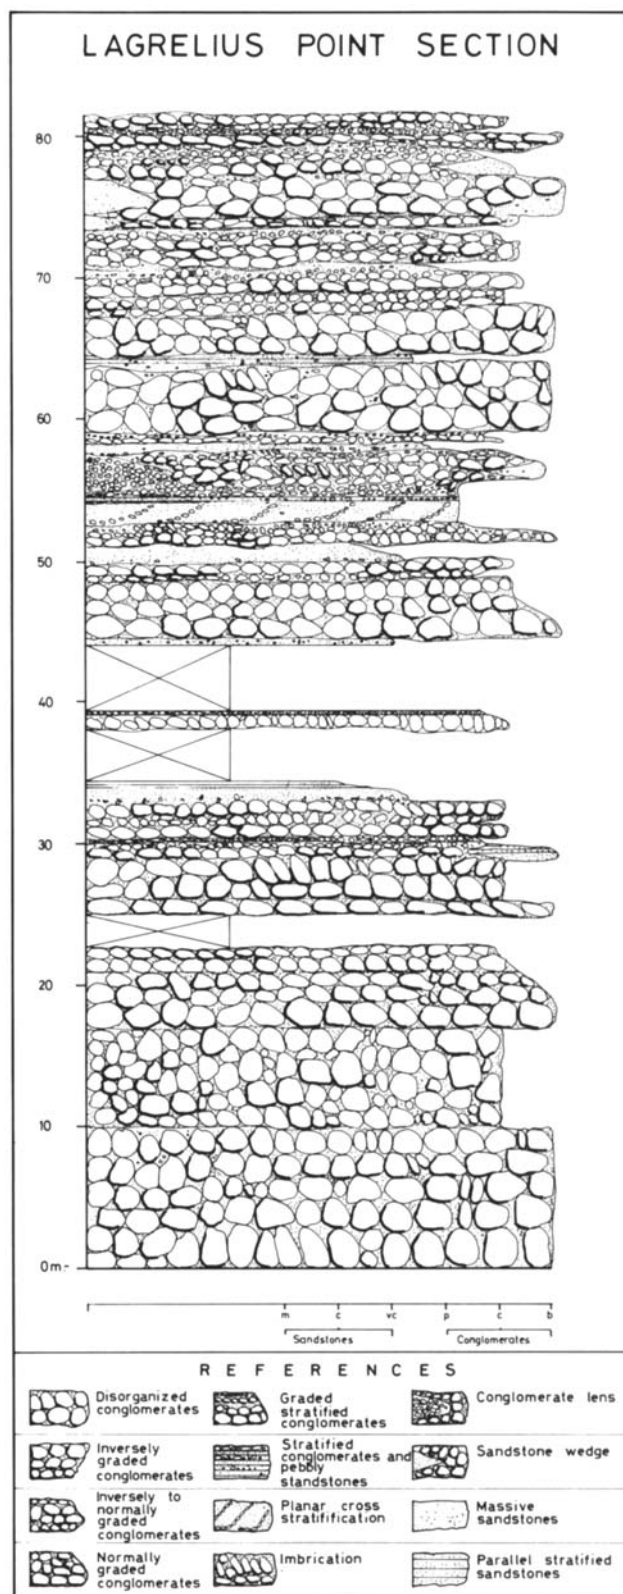 LAGRELIUS POINT SECTION
80
70
60
50
40
30
20
10
0m-
m c vc p c b
Sandstones Conglomerates
REFERENCES
Disorganized
conglomerates
Graded
stratified
conglomerates
Conglomerate lens
Inversely
graded
conglomerates
Stratified
conglomerates and
pebbly
standstones
Sandstone wedge
Inversely to
normally
graded
conglomerates
Planar cross
stratifification
Massive
sandstones
Normally
graded
conglomerates
Imbrication
Parallel stratified
sandstones